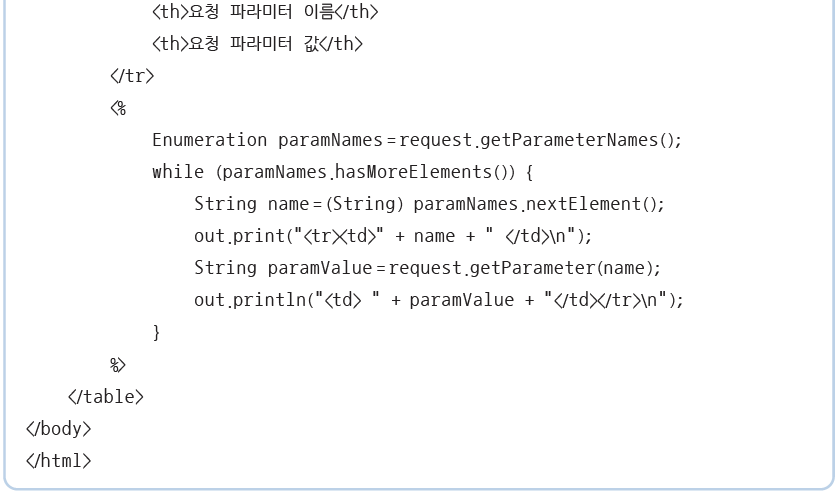 <th>요청 파라미터 이름</th>
<th>요청 파라미터 값</th>
</tr>
<%
Enumeration paramNames=request.getParameterNames();
while (paramNames.hasMoreElements()) {
String name=(String) paramNames.nextElement();
out.print("<tr><td>" + name + " </td>\n");
String paramValue=request.getParameter(name);
out.println("<td> " + paramValue + "</td></tr>\n");
}
%>
</table>
</body>
</html>